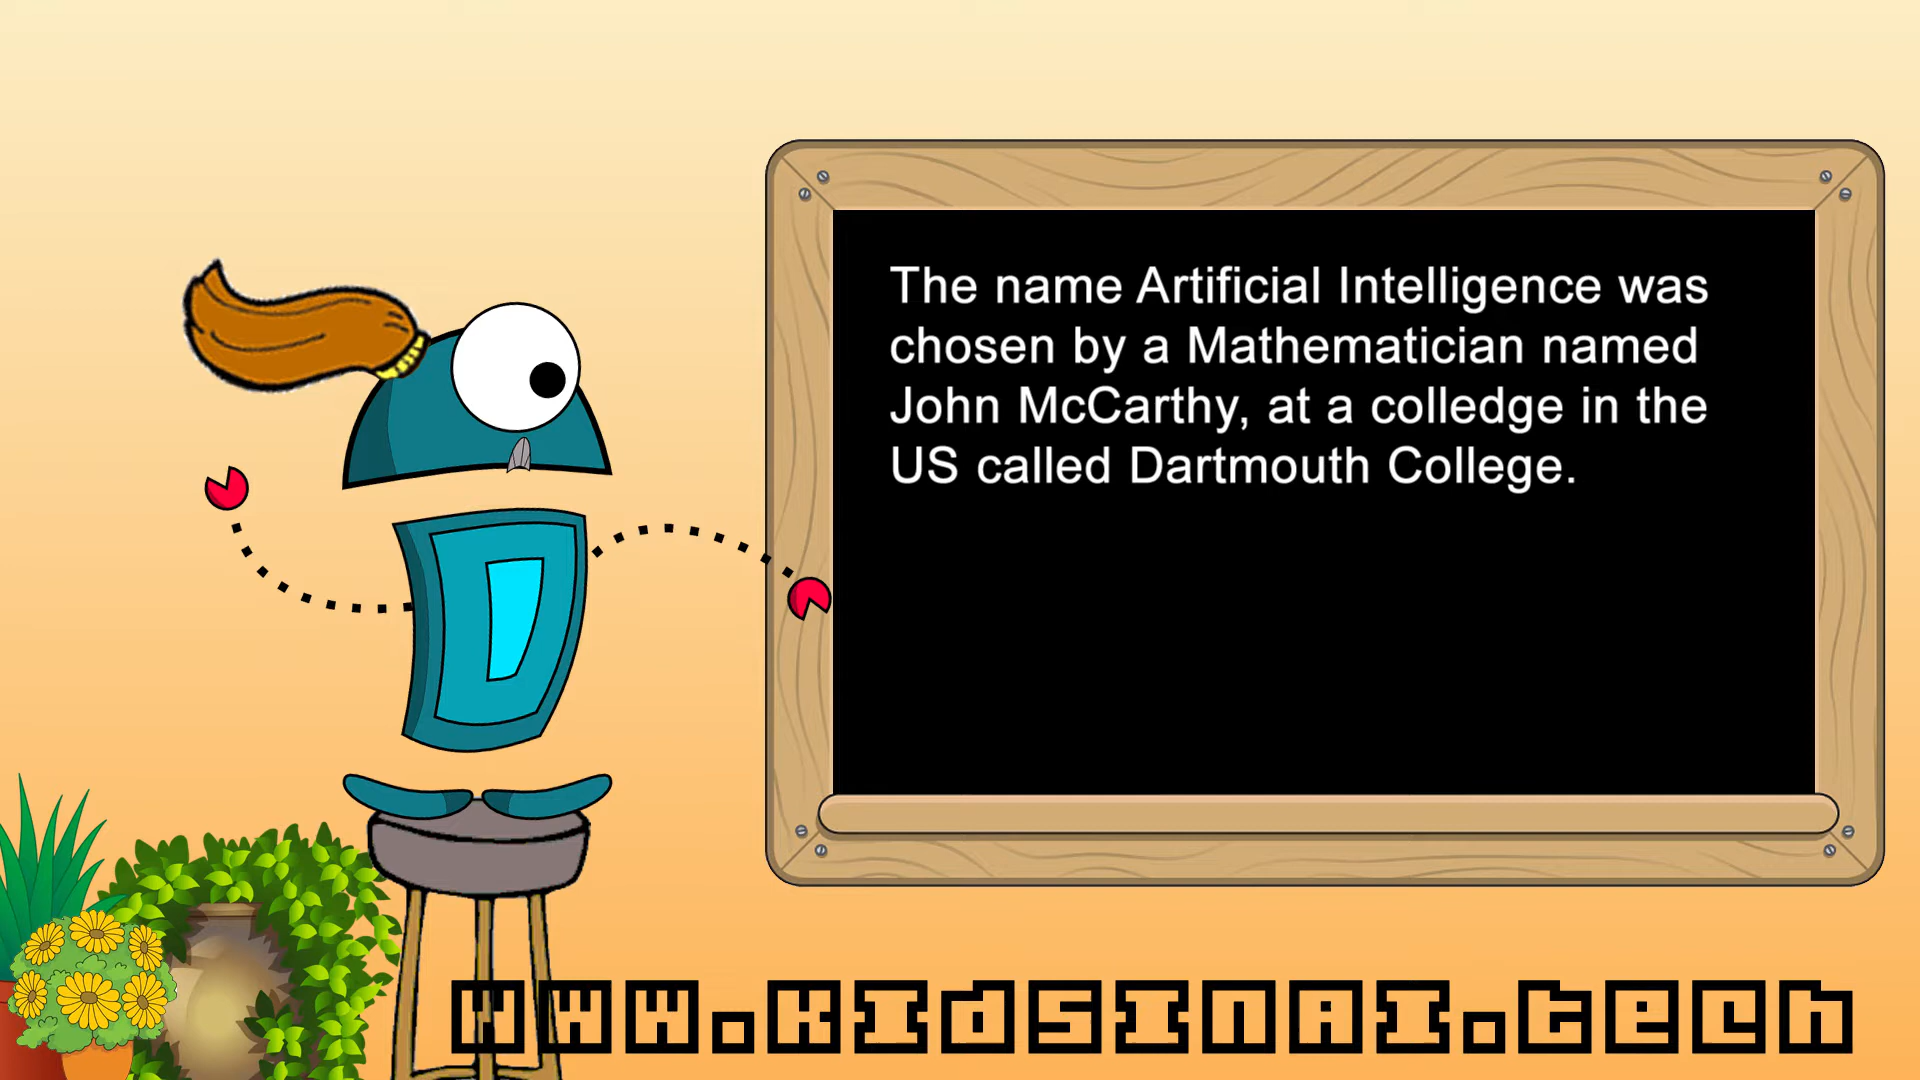 The name Artificial Intelligence was
chosen by a Mathematician named
John McCarthy, at a colledge in the
US called Dartmouth College.
www.kidsinai.tech